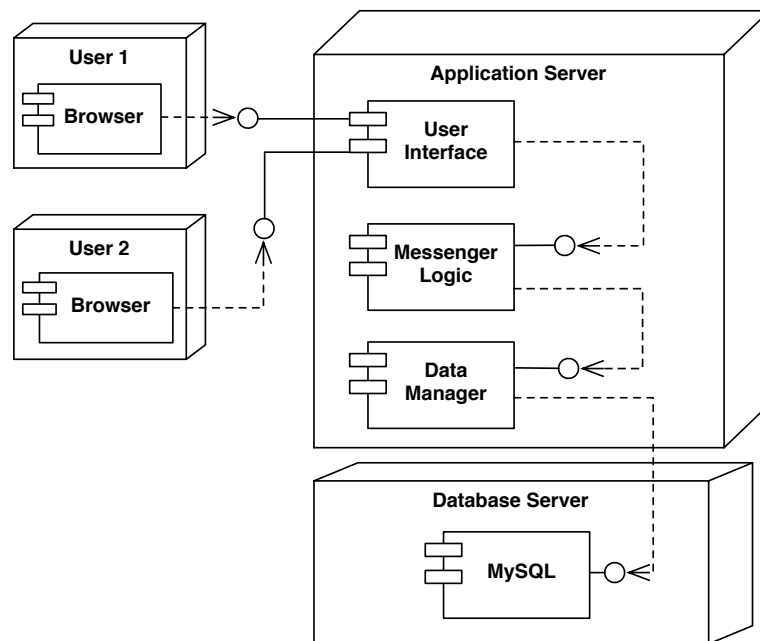 User 1
Browser
User 2
Browser
Application Server
User
Interface
Messenger
Logic
Data
Manager
Database Server
MySQL